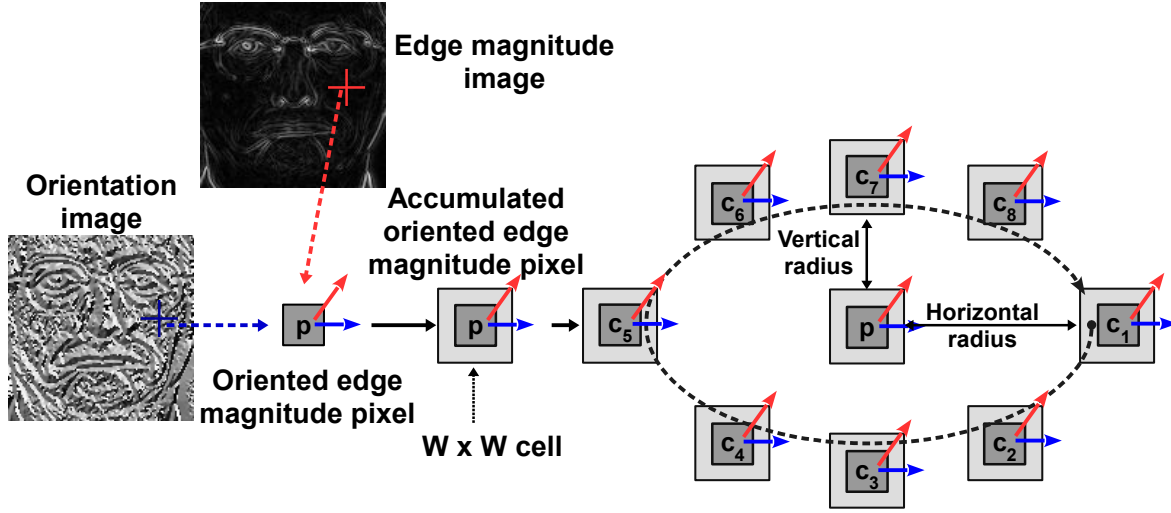 Edge magnitude
image
Orientation
image
Accumulated
oriented edge
magnitude pixel
p
Oriented edge
magnitude pixel
p
W x W cell
c5
c6
c7
c8
Vertical
radius
p
Horizontal
radius
c1
c4
c3
c2